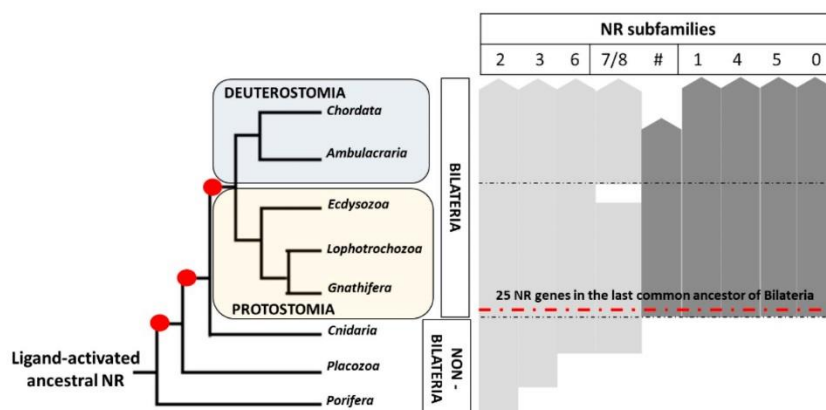 NR subfamilies
2 3 6 7/8 # 1 4 5 0
DEUTEROSTOMIA
Chordata
Ambulacraria
BILATERIA
Ecdysozoa
Lophotrochozoa
Gnathifera
PROTOSTOMIA
25 NR genes in the last common ancestor of Bilateria
Cnidaria
Ligand-activated
ancestral NR
Placozoa
Porifera
NON -
BILATERIA